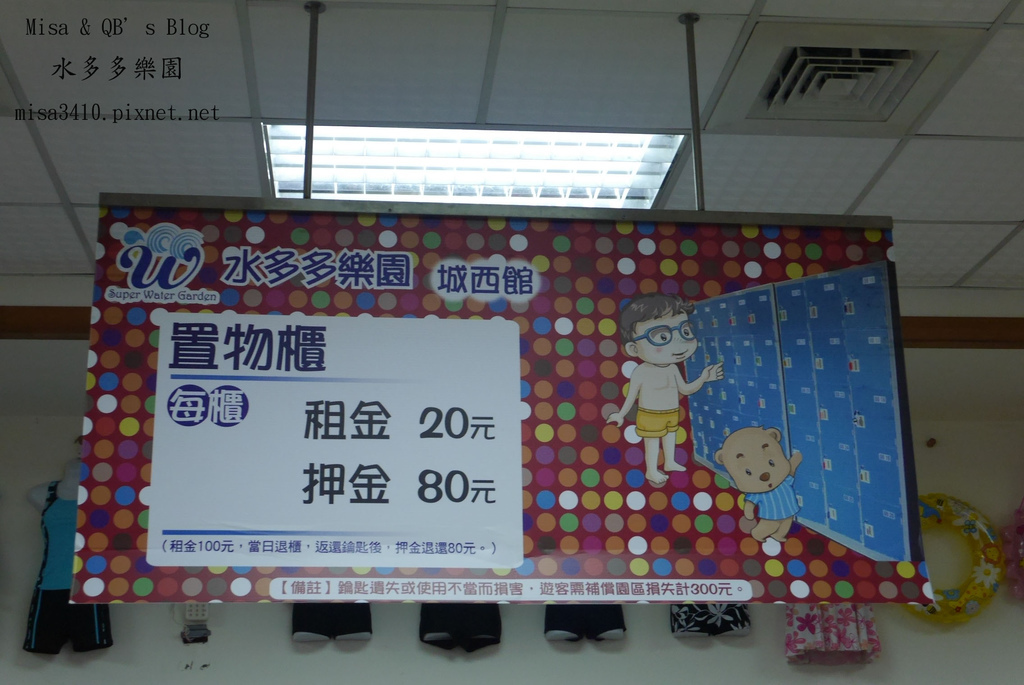 Misa & QB's Blog
水多多樂園
misa3410.pixnet.net
W
Super Water Garden
水多多樂園 城西館
置物櫃
每櫃
租金 20元
押金 80元
(租金100元，當日退櫃，返還鑰匙後，押金退還80元。)
【備註】鑰匙遺失或使用不當而損害，遊客需補償園區損失計300元。